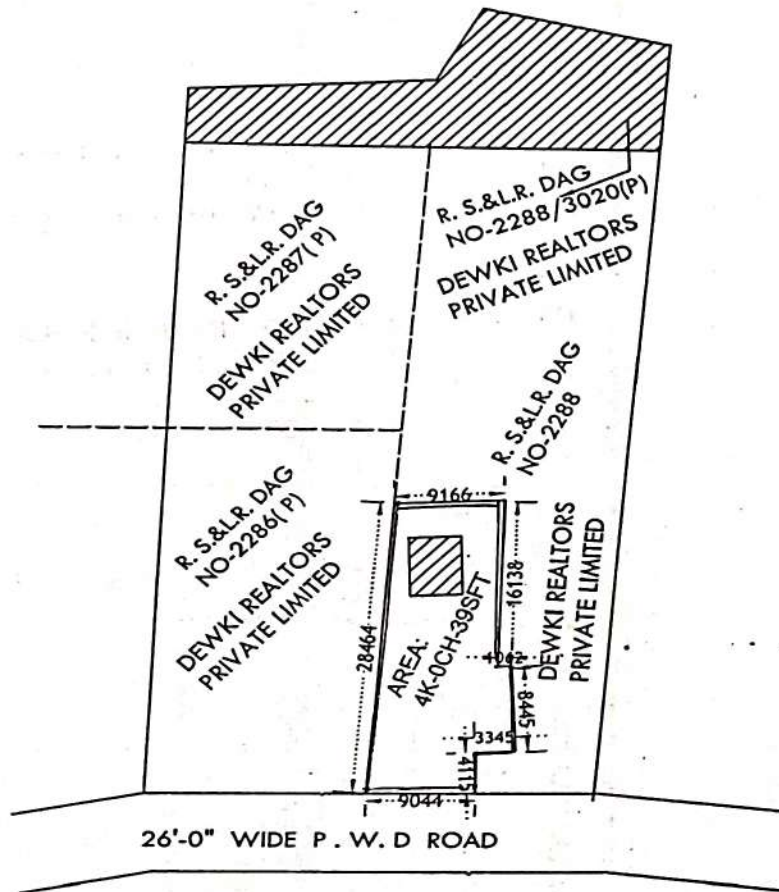 R. S.&L.R. DAG
NO-2287( P)
DEWKI REALTORS
PRIVATE LIMITED
R. S.&L.R. DAG
NO-2288/3020(P)
DEWKI REALTORS
PRIVATE LIMITED
R. S.&L.R. DAG
NO-2288
R. S.&L.R. DAG
NO-2286( P)
DEWKI REALTORS
PRIVATE LIMITED
9166
16138
28464
AREA:
4K-0CH-39SFT
4062
DEWKI REALTORS
PRIVATE LIMITED
8445
3345
4115
9044
26'-0" WIDE P . W. D ROAD